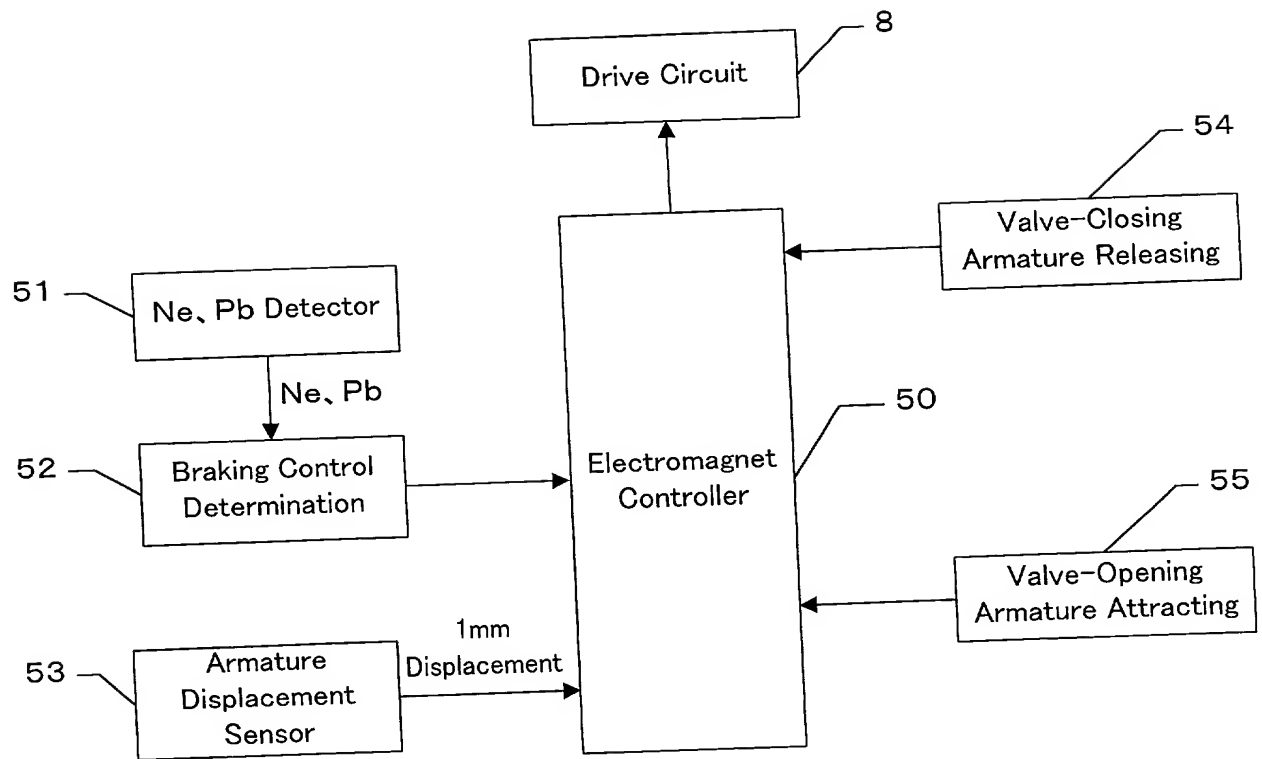 8
Drive Circuit
54
Valve-Closing
Armature Releasing
51
Ne、Pb Detector
Ne、Pb
50
52
Braking Control
Determination
Electromagnet
Controller
55
Valve-Opening
Armature Attracting
1mm
Displacement
53
Armature
Displacement
Sensor